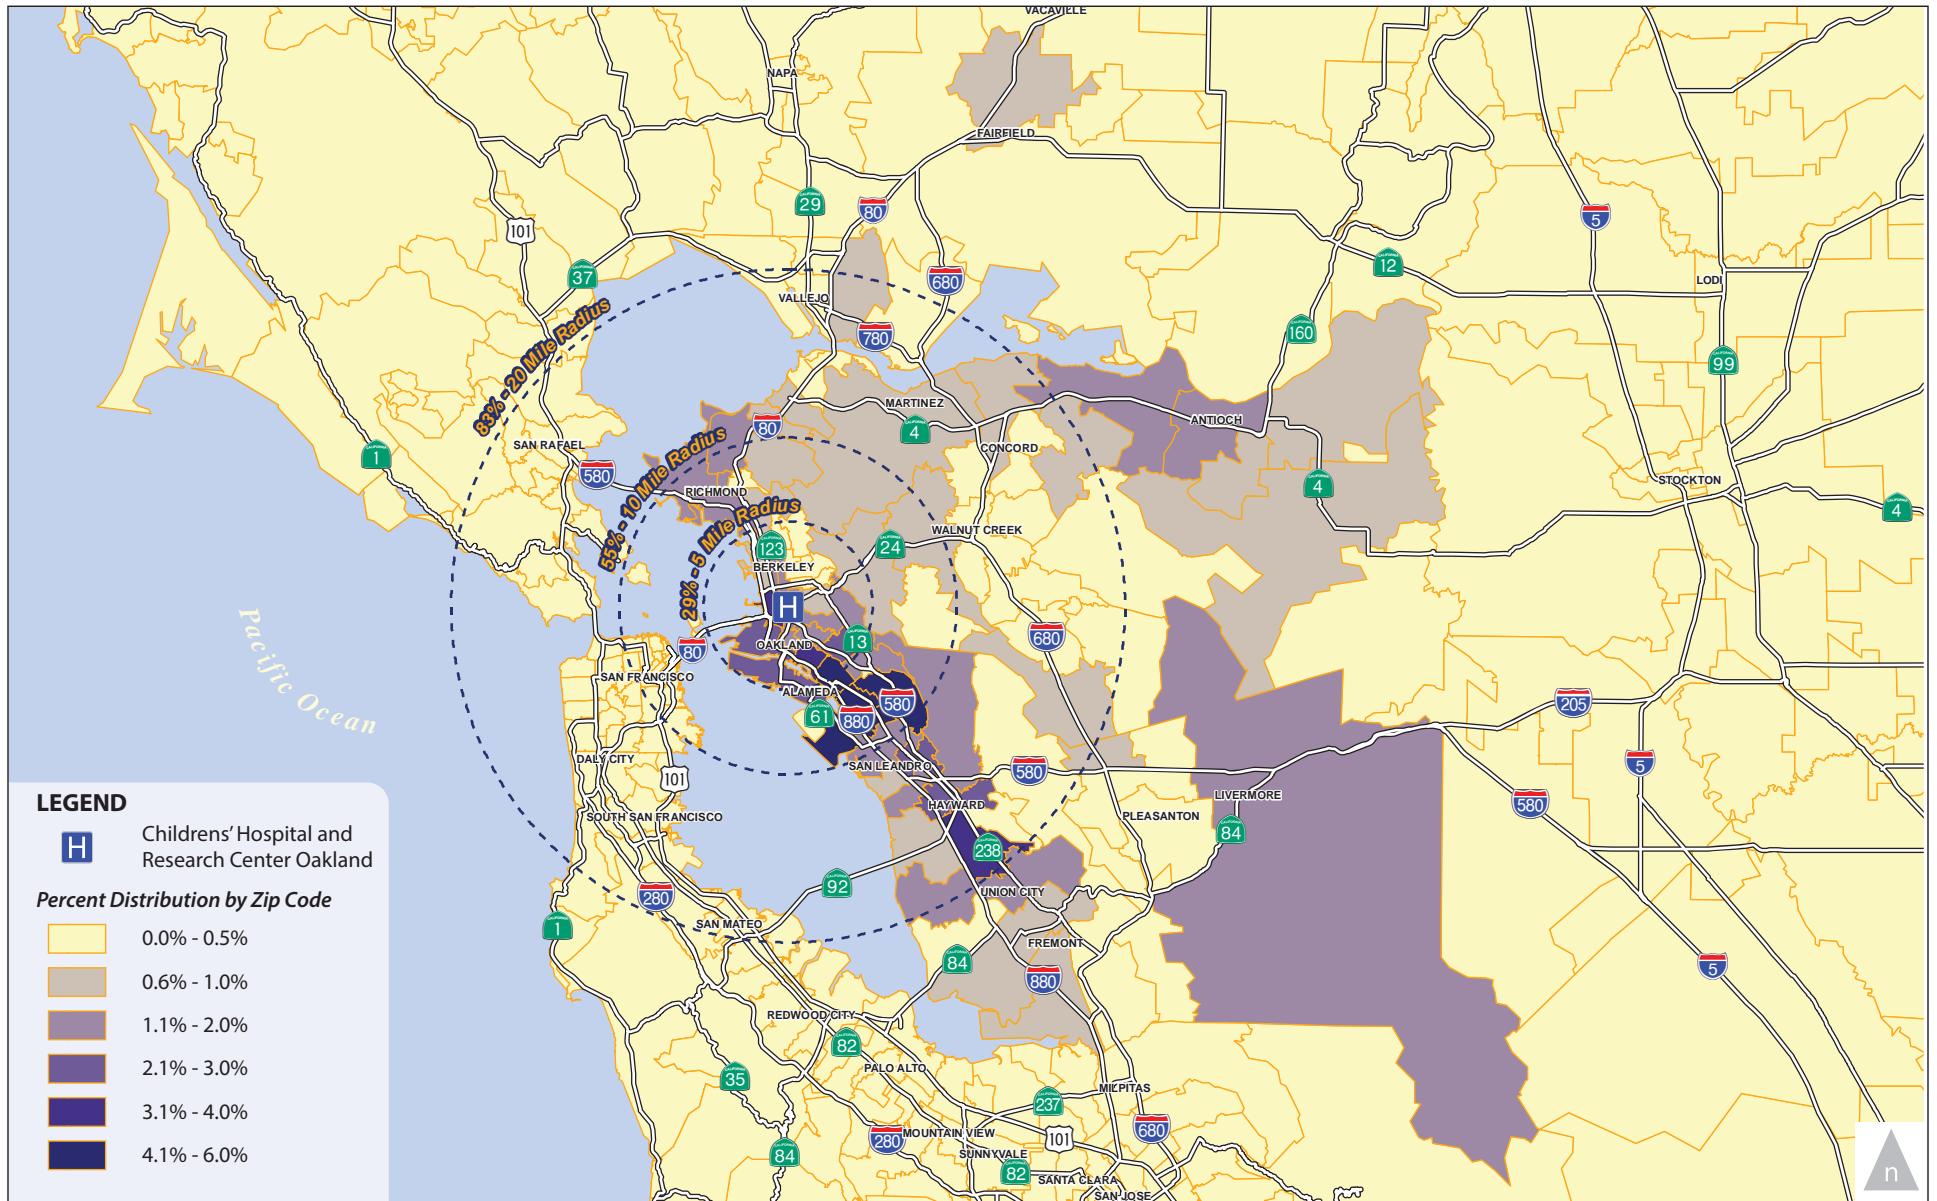 VACAVILLE
NAPA
FAIRFIELD
29
80
5
101
12
37
680
LODI
VALLEJO
780
160
99
83% - 20 Mile Radius
MARTINEZ
80
4
ANTIOCH
SAN RAFAEL
CONCORD
1
580
55% - 10 Mile Radius
RICHMOND
4
STOCKTON
4
29% - 5 Mile Radius
WALNUT CREEK
123
24
BERKELEY
H
Pacific Ocean
13
680
OAKLAND
80
SAN FRANCISCO
ALAMEDA
580
205
61
880
DALY CITY
SAN LEANDRO
580
5
101
LIVERMORE
HAYWARD
580
SOUTH SAN FRANCISCO
PLEASANTON
84
238
92
UNION CITY
280
SAN MATEO
1
FREMONT
84
880
5
REDWOOD CITY
82
PALO ALTO
35
MILPITAS
237
680
280
MOUNTAIN VIEW
101
84
SUNNYVALE
82
SANTA CLARA
SAN JOSE
n
LEGEND
H
Childrens' Hospital and
Research Center Oakland
Percent Distribution by Zip Code
0.0% - 0.5%
0.6% - 1.0%
1.1% - 2.0%
2.1% - 3.0%
3.1% - 4.0%
4.1% - 6.0%